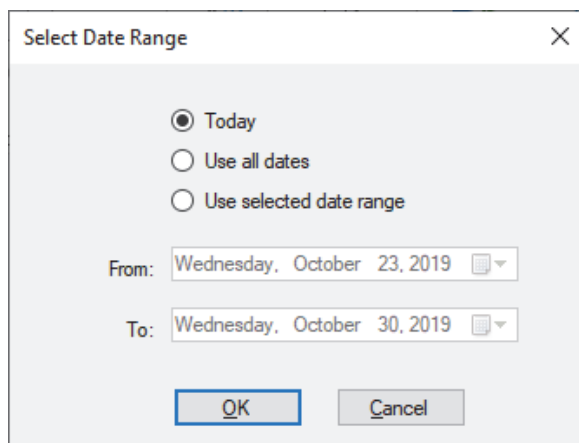 Select Date Range
Today
Use all dates
Use selected date range
From: Wednesday, October 23, 2019
To: Wednesday, October 30, 2019
OK Cancel